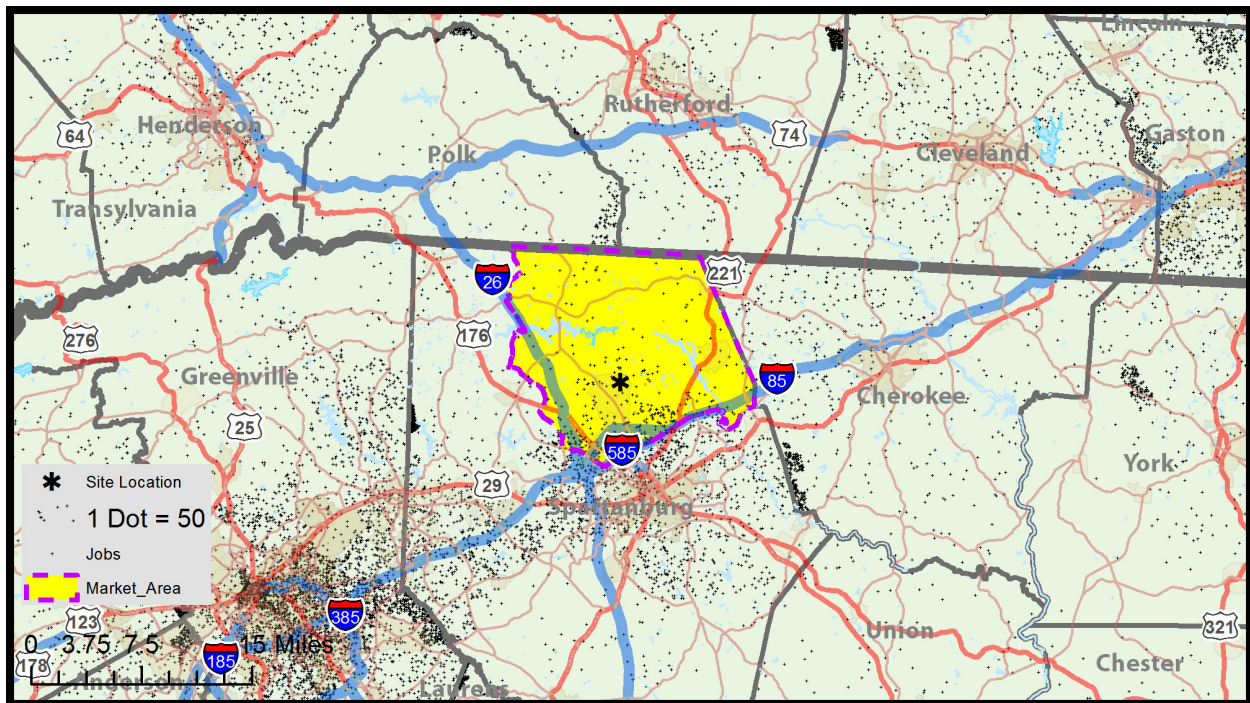 Lincoln
Rutherford
74
Henderson
64
Gaston
Polk
Cleveland
Transylvania
221
26
176
276
Greenville
85
Cherokee
25
585
York
29
Spartanburg
Site Location
1 Dot = 50
Jobs
Market_Area
123
385
0 3.75 7.5 15 Miles
Union
321
185
178
Chester
Anderson
Laurens